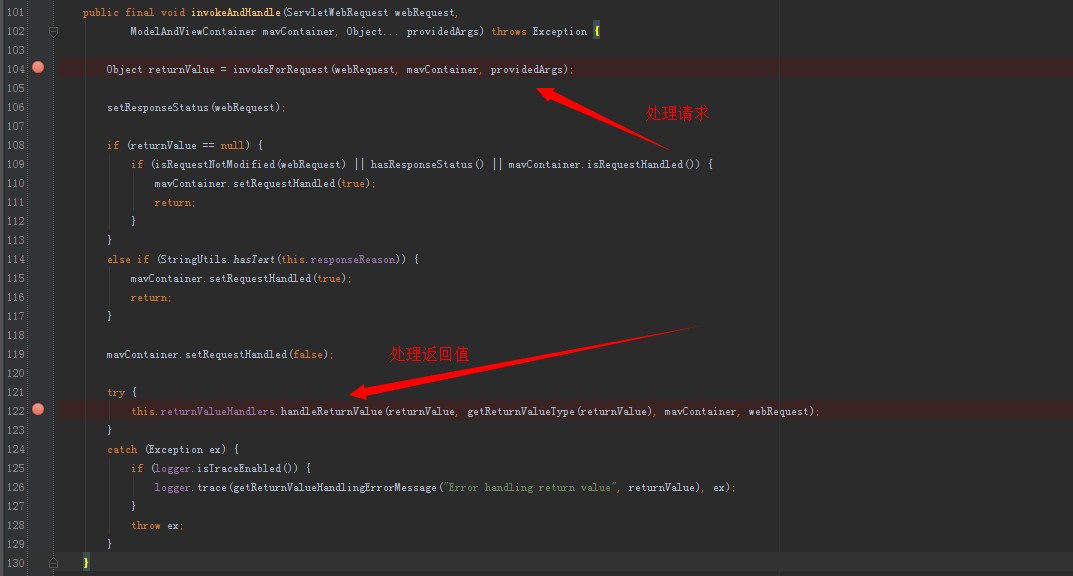 101 public final void invokeAndHandle(ServletWebRequest webRequest,
102 ModelAndViewContainer mavContainer, Object... providedArgs) throws Exception {
103
104 Object returnValue = invokeForRequest(webRequest, mavContainer, providedArgs);
105
处理请求
106 setResponseStatus(webRequest);
107
108 if (returnValue == null) {
109 if (isRequestNotModified(webRequest) || hasResponseStatus() || mavContainer.isRequestHandled()) {
110 mavContainer.setRequestHandled(true);
111 return;
112 }
113 }
114 else if (StringUtils.hasText(this.responseReason)) {
115 mavContainer.setRequestHandled(true);
116 return;
117 }
118
119 mavContainer.setRequestHandled(false);
处理返回值
120
121 try {
122 this.returnValueHandlers.handleReturnValue(returnValue, getReturnValueType(returnValue), mavContainer, webRequest);
123 }
124 catch (Exception ex) {
125 if (logger.isTraceEnabled()) {
126 logger.trace(getReturnValueHandlingErrorMessage("Error handling return value", returnValue), ex);
127 }
128 throw ex;
129 }
130 }